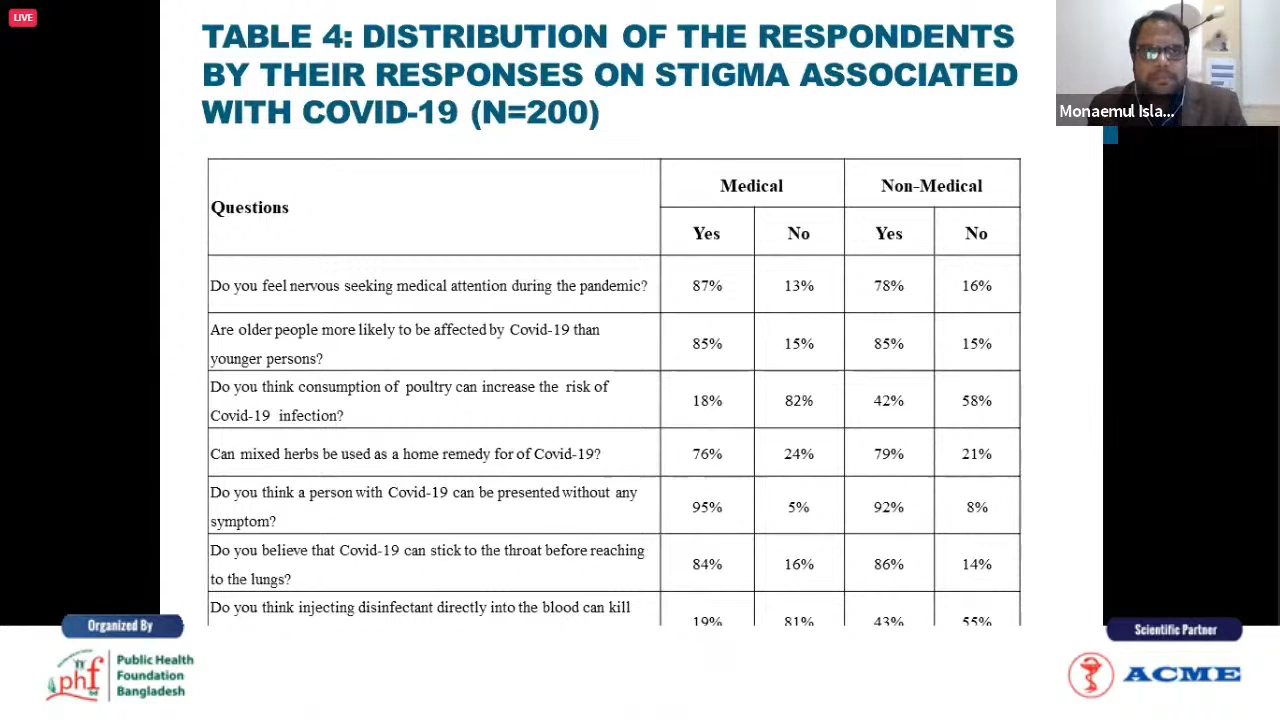 LIVE
TABLE 4: DISTRIBUTION OF THE RESPONDENTS
BY THEIR RESPONSES ON STIGMA ASSOCIATED
WITH COVID-19 (N=200)
Monaemul Isla...
Questions
Medical
Non-Medical
Yes
No
Yes
No
Do you feel nervous seeking medical attention during the pandemic?
87%
13%
78%
16%
Are older people more likely to be affected by Covid-19 than
younger persons?
85%
15%
85%
15%
Do you think consumption of poultry can increase the risk of
Covid-19 infection?
18%
82%
42%
58%
Can mixed herbs be used as a home remedy for of Covid-19?
76%
24%
79%
21%
Do you think a person with Covid-19 can be presented without any
symptom?
95%
5%
92%
8%
Do you believe that Covid-19 can stick to the throat before reaching
to the lungs?
84%
16%
86%
14%
Do you think injecting disinfectant directly into the blood can kill
19%
81%
43%
55%
Organized By
phf
Public Health
Foundation
Bangladesh
Scientific Partner
ACME